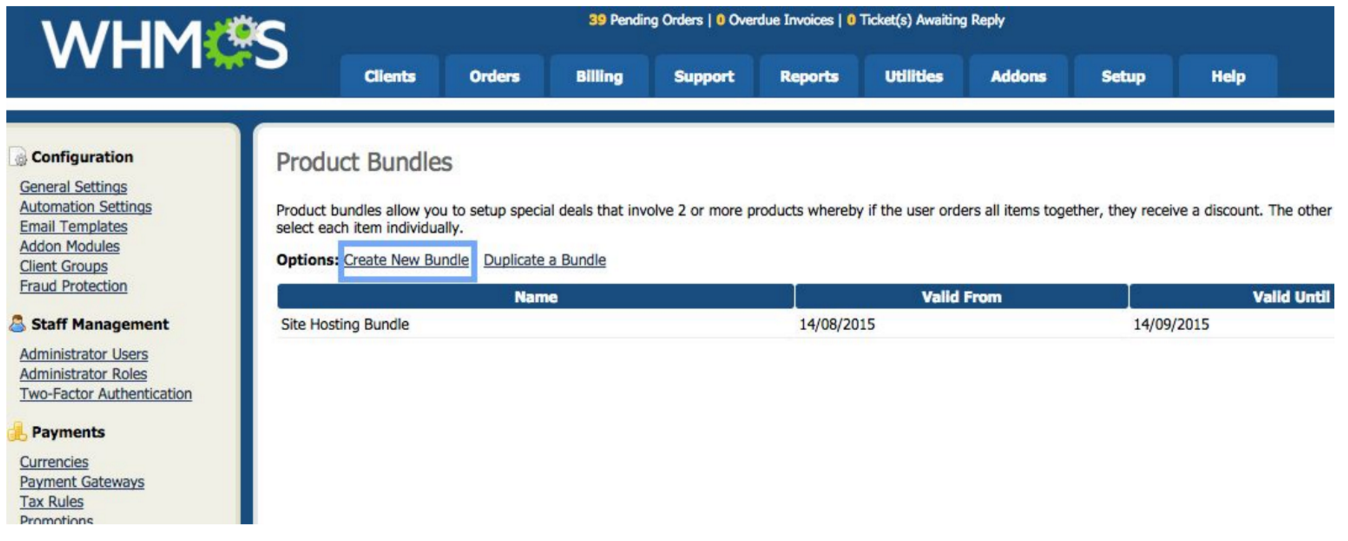 WHMCS
39 Pending Orders | 0 Overdue Invoices | 0 Ticket(s) Awaiting Reply
Clients Orders Billing Support Reports Utilities Addons Setup Help
Configuration
General Settings
Automation Settings
Email Templates
Addon Modules
Client Groups
Fraud Protection
Staff Management
Administrator Users
Administrator Roles
Two-Factor Authentication
Payments
Currencies
Payment Gateways
Tax Rules
Promotions
Product Bundles
Product bundles allow you to setup special deals that involve 2 or more products whereby if the user orders all items together, they receive a discount. The other
select each item individually.
Options: Create New Bundle Duplicate a Bundle
Name Valid From Valid Until
Site Hosting Bundle 14/08/2015 14/09/2015